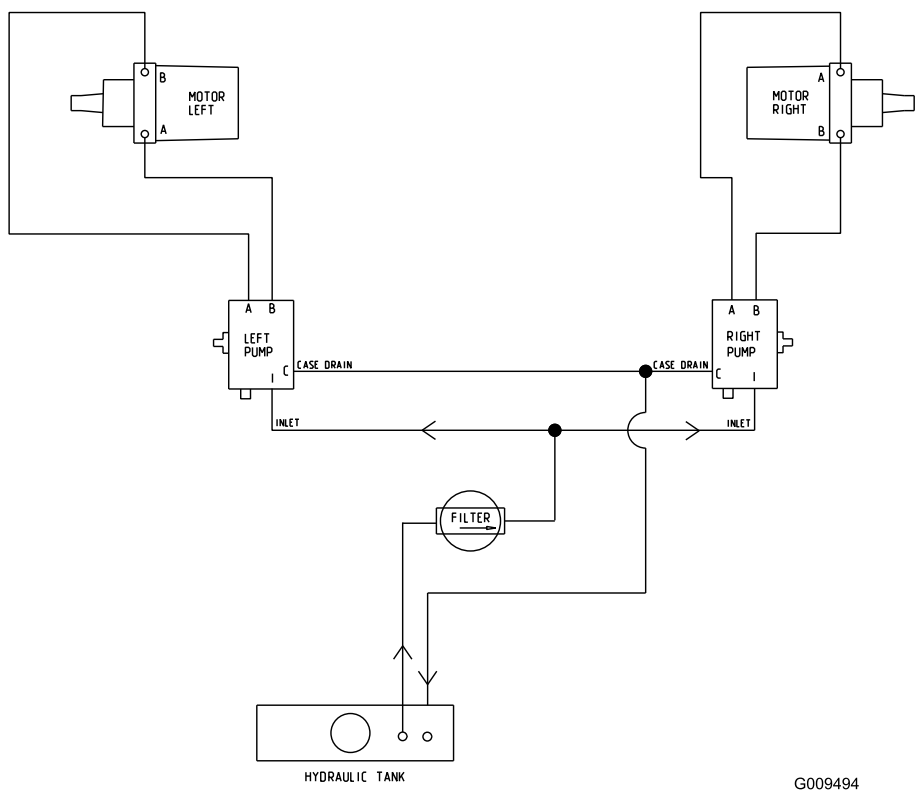 B
MOTOR
LEFT
A
A
MOTOR
RIGHT
B
A B
LEFT
PUMP
C
I
CASE DRAIN
INLET
A B
RIGHT
PUMP
C
I
CASE DRAIN
INLET
FILTER
HYDRAULIC TANK
G009494